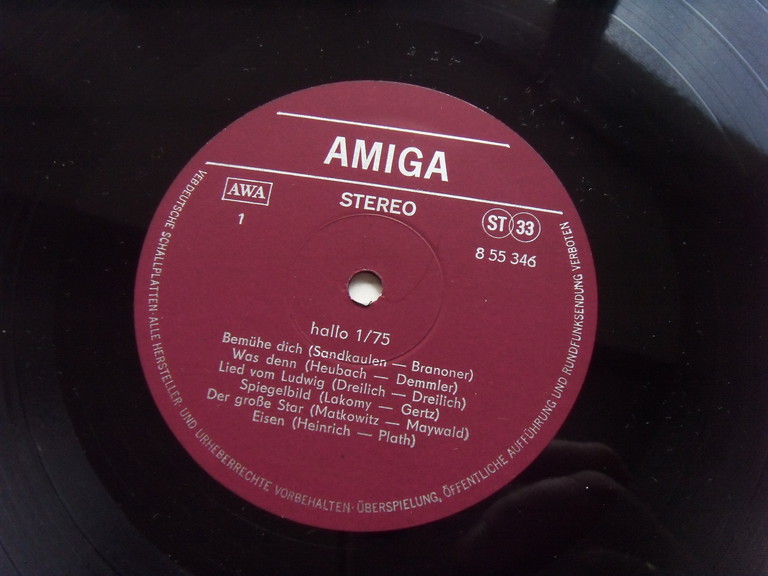 AMIGA
AWA
STEREO
ST 33
1
8 55 346
hallo 1/75
Bemühe dich (Sandkaulen — Branoner)
Was denn (Heubach — Demmler)
Lied vom Ludwig (Dreilich — Dreilich)
Spiegelbild (Lakomy — Gertz)
Der große Star (Matkowitz — Maywald)
Eisen (Heinrich — Plath)
VEB DEUTSCHE SCHALLPLATTEN · ALLE HERSTELLER- UND URHEBERRECHTE VORBEHALTEN · ÜBERSPIELUNG, ÖFFENTLICHE AUFFÜHRUNG UND RUNDFUNKSENDUNG VERBOTEN